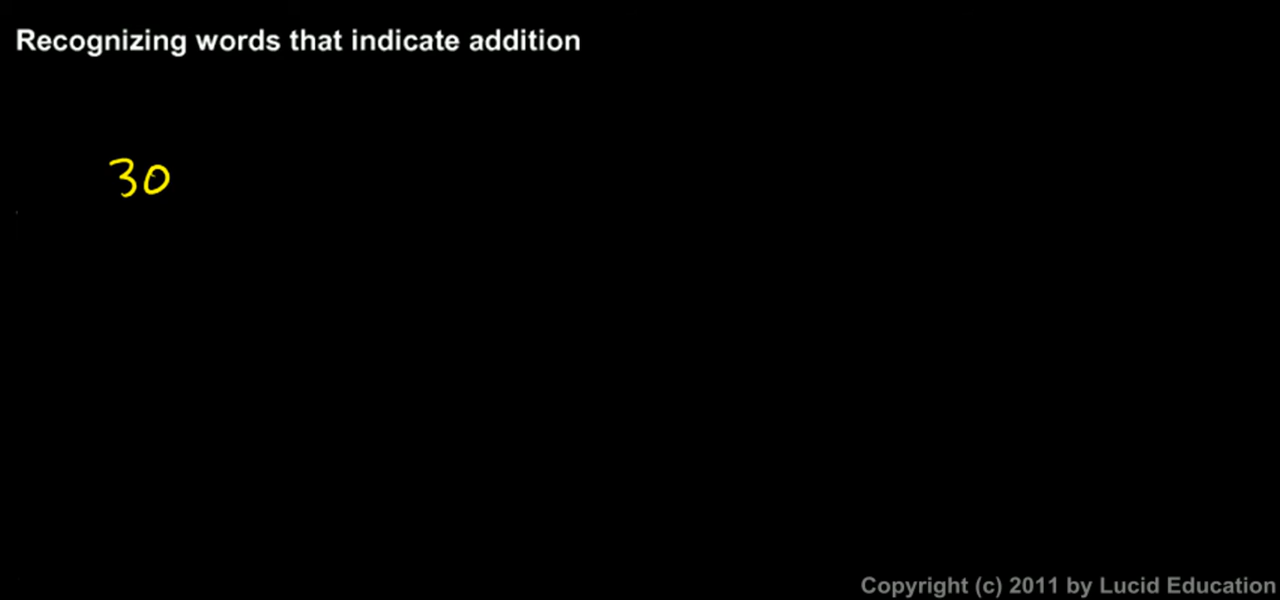 Recognizing words that indicate addition
30
Copyright (c) 2011 by Lucid Education